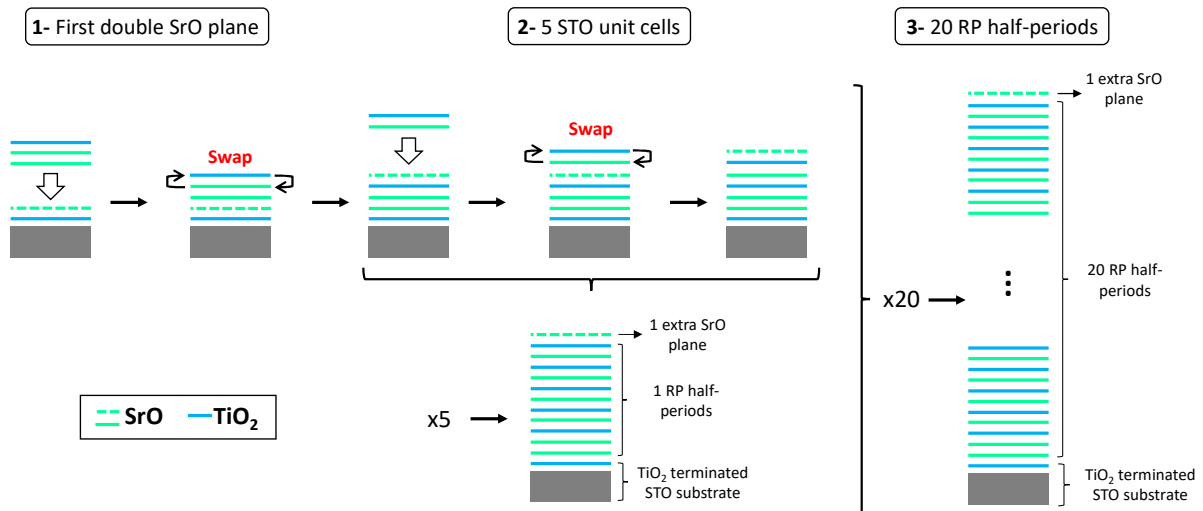 1- First double SrO plane
2- 5 STO unit cells
3- 20 RP half-periods
Swap
Swap
1 extra SrO
plane
x20
20 RP half-
periods
x5
1 extra SrO
plane
1 RP half-
periods
TiO₂ terminated
STO substrate
TiO₂ terminated
STO substrate
SrO
TiO₂